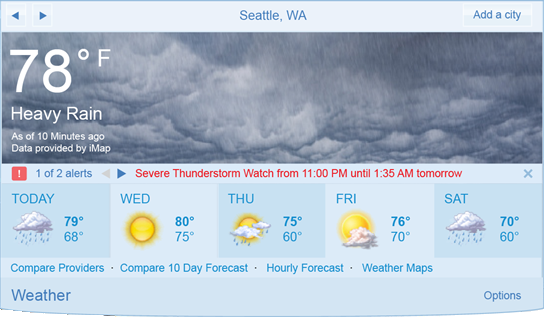 Seattle, WA
Add a city
78° F
Heavy Rain
As of 10 Minutes ago
Data provided by iMap
! 1 of 2 alerts Severe Thunderstorm Watch from 11:00 PM until 1:35 AM tomorrow
TODAY
79°
68°
WED
80°
75°
THU
75°
60°
FRI
76°
70°
SAT
70°
60°
Compare Providers · Compare 10 Day Forecast · Hourly Forecast · Weather Maps
Weather
Options